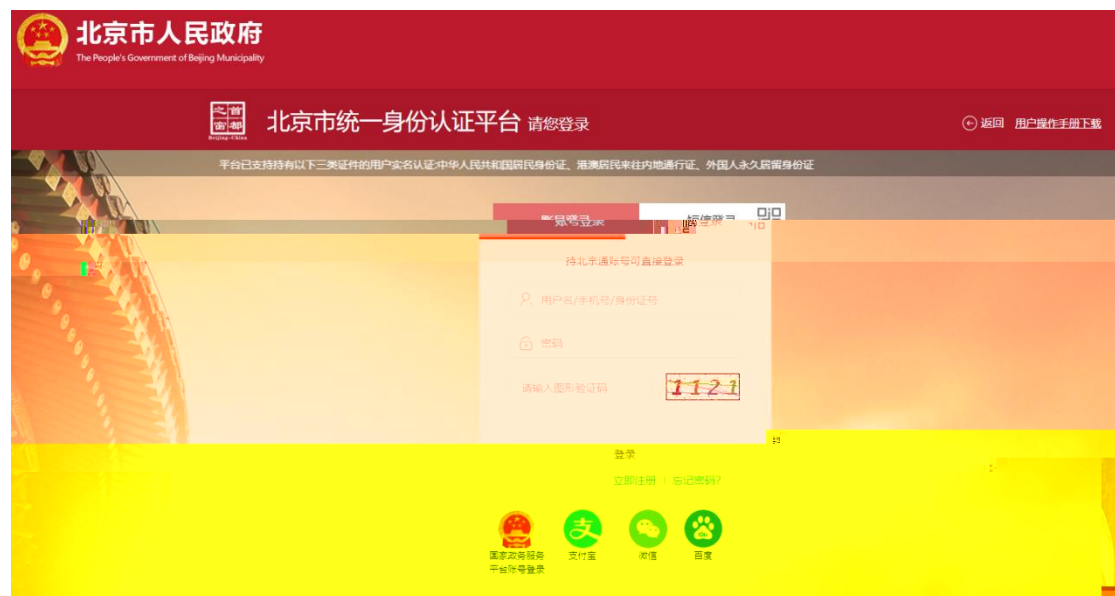 北京市人民政府
The People's Government of Beijing Municipality
首都之窗
Beijing-China
北京市统一身份认证平台 请您登录
返回 用户操作手册下载
平台已支持持有以下三类证件的用户实名认证:中华人民共和国居民身份证、港澳居民来往内地通行证、外国人永久居留身份证
账号登录 短信登录
持北京通账号可直接登录
用户名/手机号/身份证号
密码
请输入图形验证码 1121
登录
立即注册 | 忘记密码?
国家政务服务平台账号登录 支付宝 微信 百度